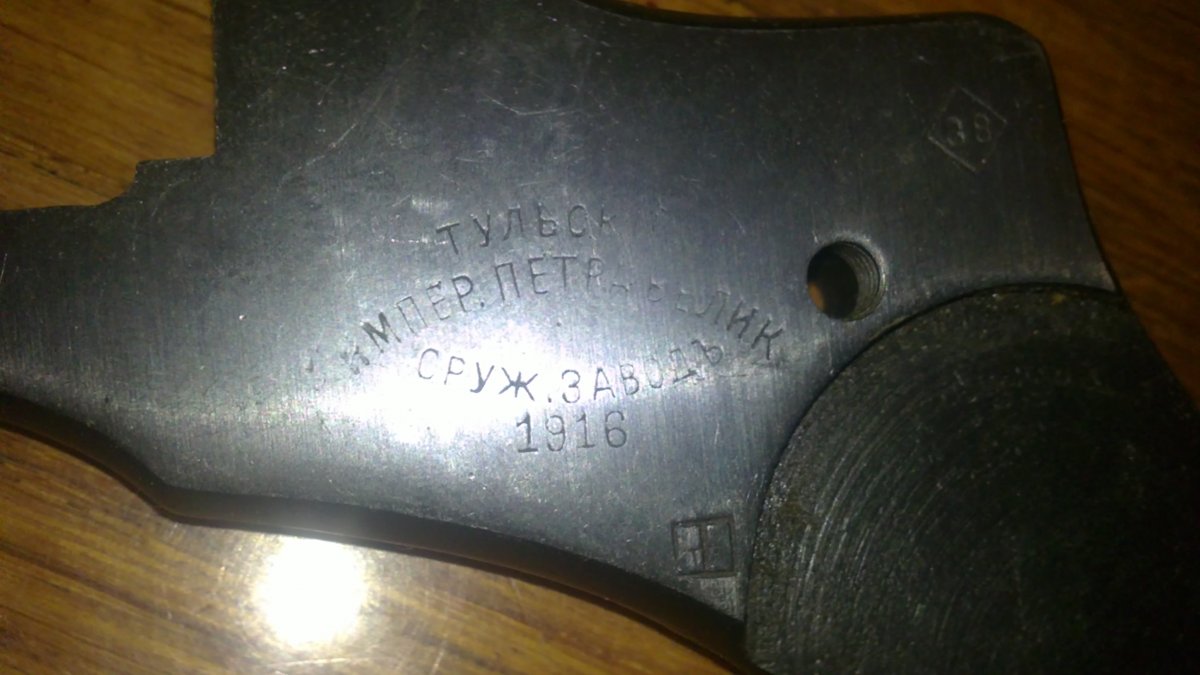 38
ТУЛЬСК
ИМПЕР. ПЕТРА ВЕЛИК
ОРУЖ. ЗАВОДЪ
1916